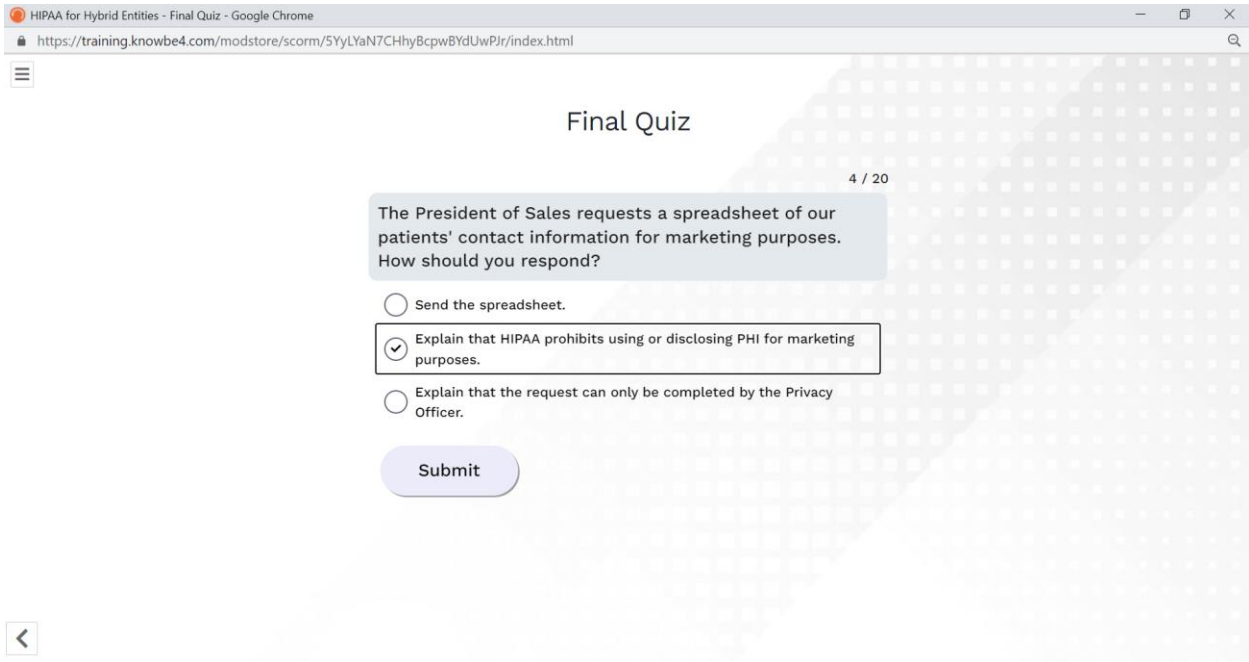 HIPAA for Hybrid Entities - Final Quiz - Google Chrome
https://training.knowbe4.com/modstore/scorm/5YyLYaN7CHhyBcpwBYdUwPJr/index.html
Final Quiz
4 / 20
The President of Sales requests a spreadsheet of our
patients' contact information for marketing purposes.
How should you respond?
Send the spreadsheet.
Explain that HIPAA prohibits using or disclosing PHI for marketing
purposes.
Explain that the request can only be completed by the Privacy
Officer.
Submit